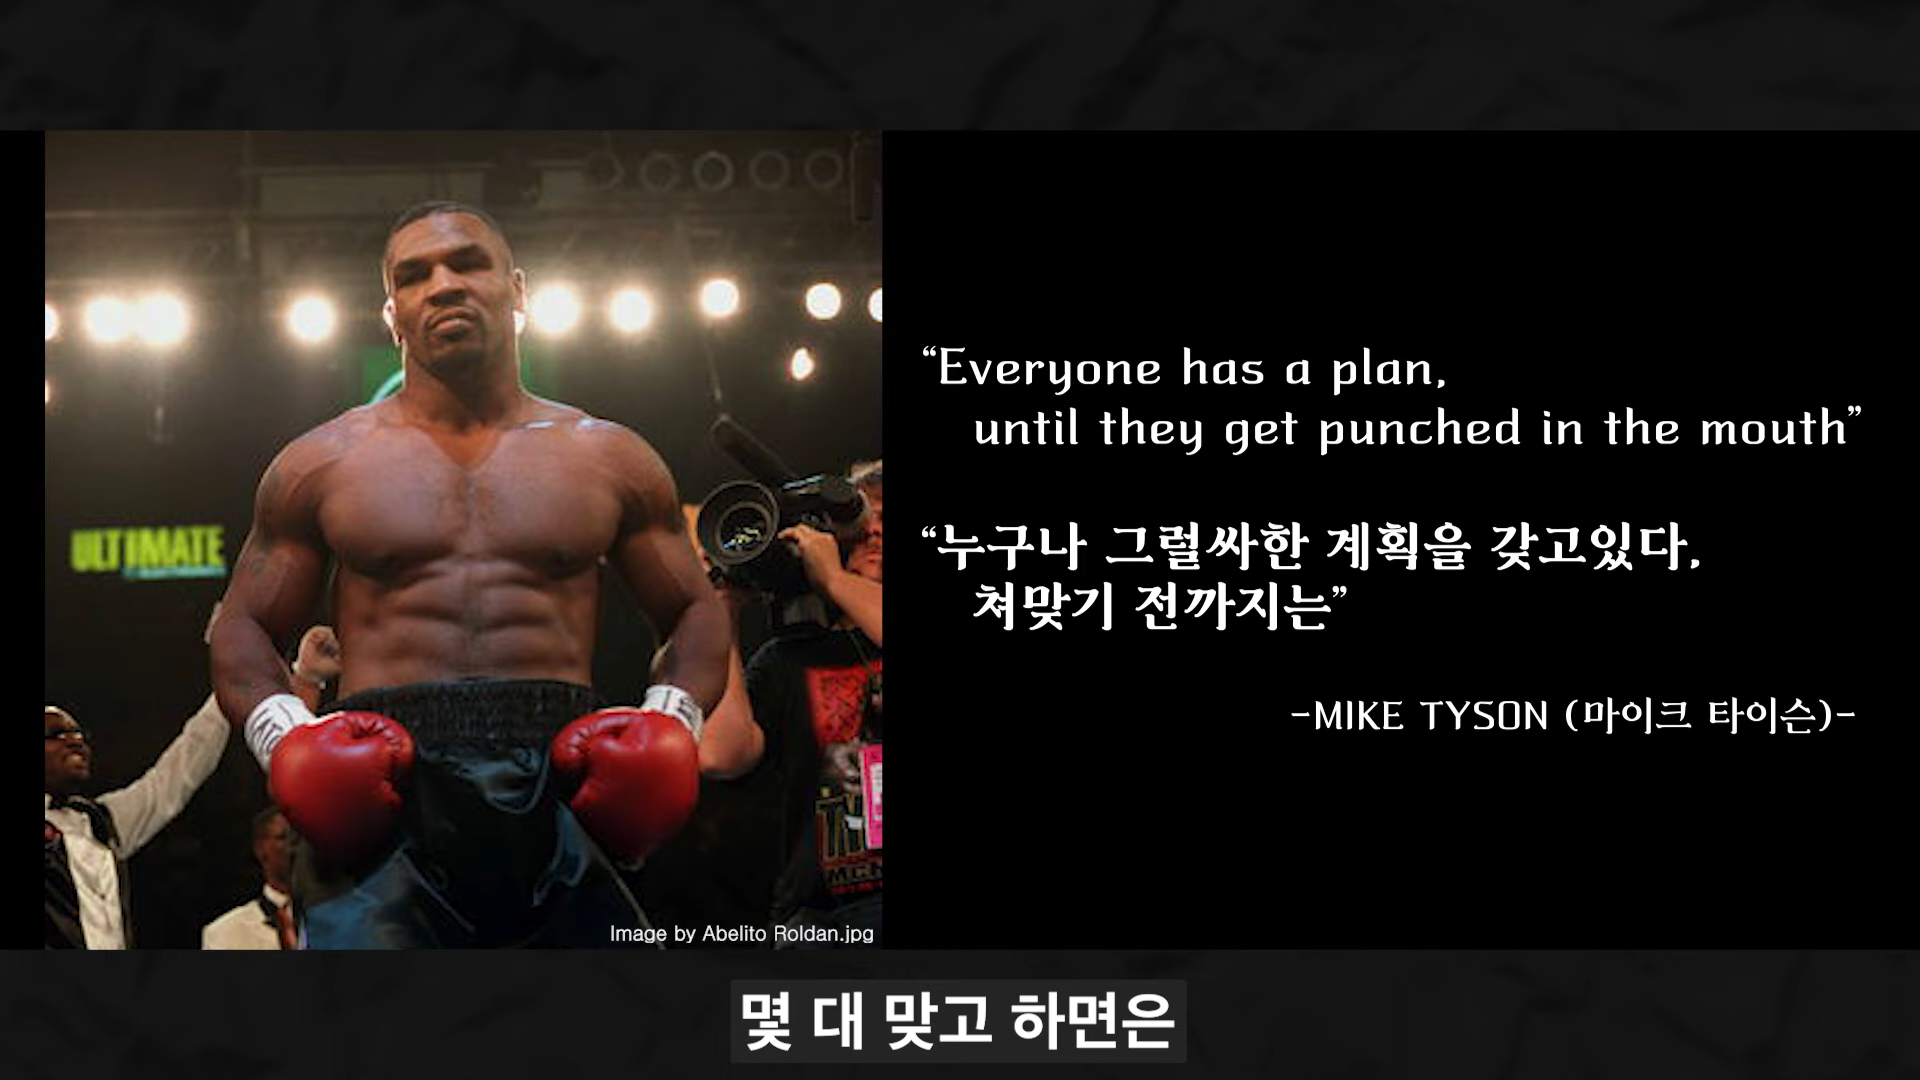 ULTIMATE
“Everyone has a plan,
until they get punched in the mouth”
“누구나 그럴싸한 계획을 갖고있다,
쳐맞기 전까지는”
-MIKE TYSON (마이크 타이슨)-
Image by Abelito Roldan.jpg
몇 대 맞고 하면은